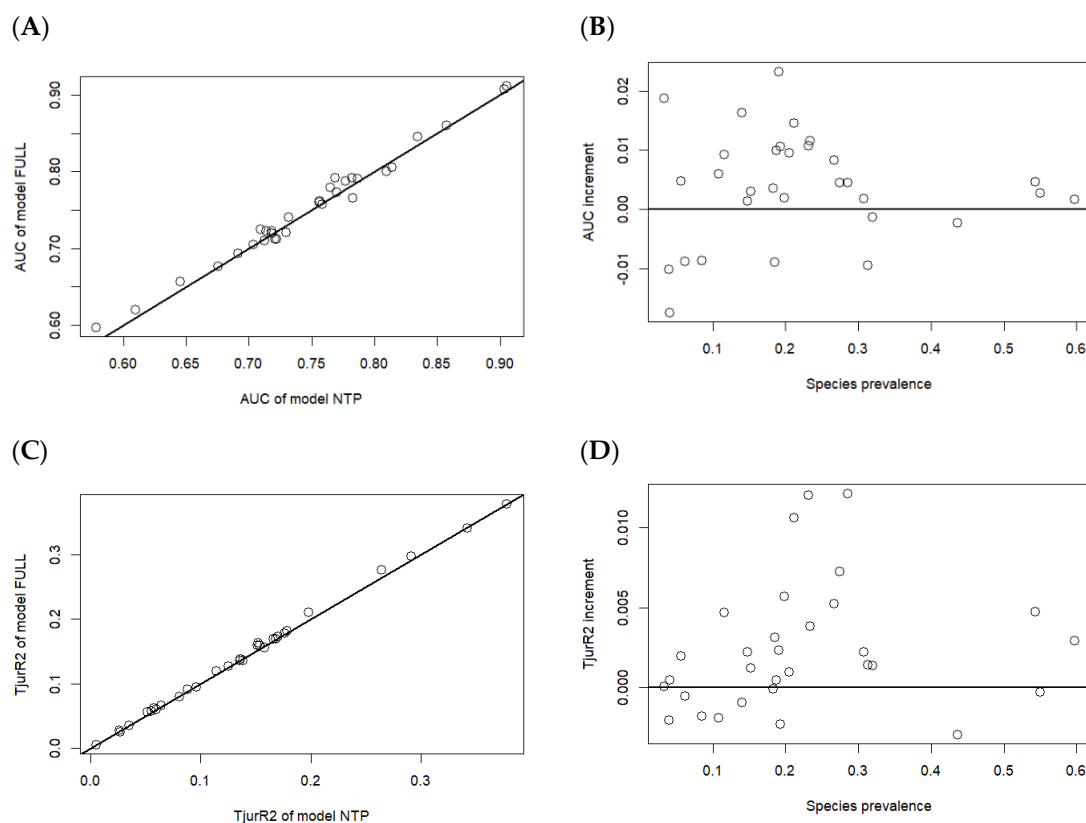 (A)
AUC of model FULL
0.60 0.70 0.80 0.90
0.60 0.65 0.70 0.75 0.80 0.85 0.90
AUC of model NTP
(B)
AUC increment
-0.01 0.00 0.01 0.02
0.1 0.2 0.3 0.4 0.5 0.6
Species prevalence
(C)
TjurR2 of model FULL
0.0 0.1 0.2 0.3
0.0 0.1 0.2 0.3
TjurR2 of model NTP
(D)
TjurR2 increment
0.000 0.005 0.010
0.1 0.2 0.3 0.4 0.5 0.6
Species prevalence